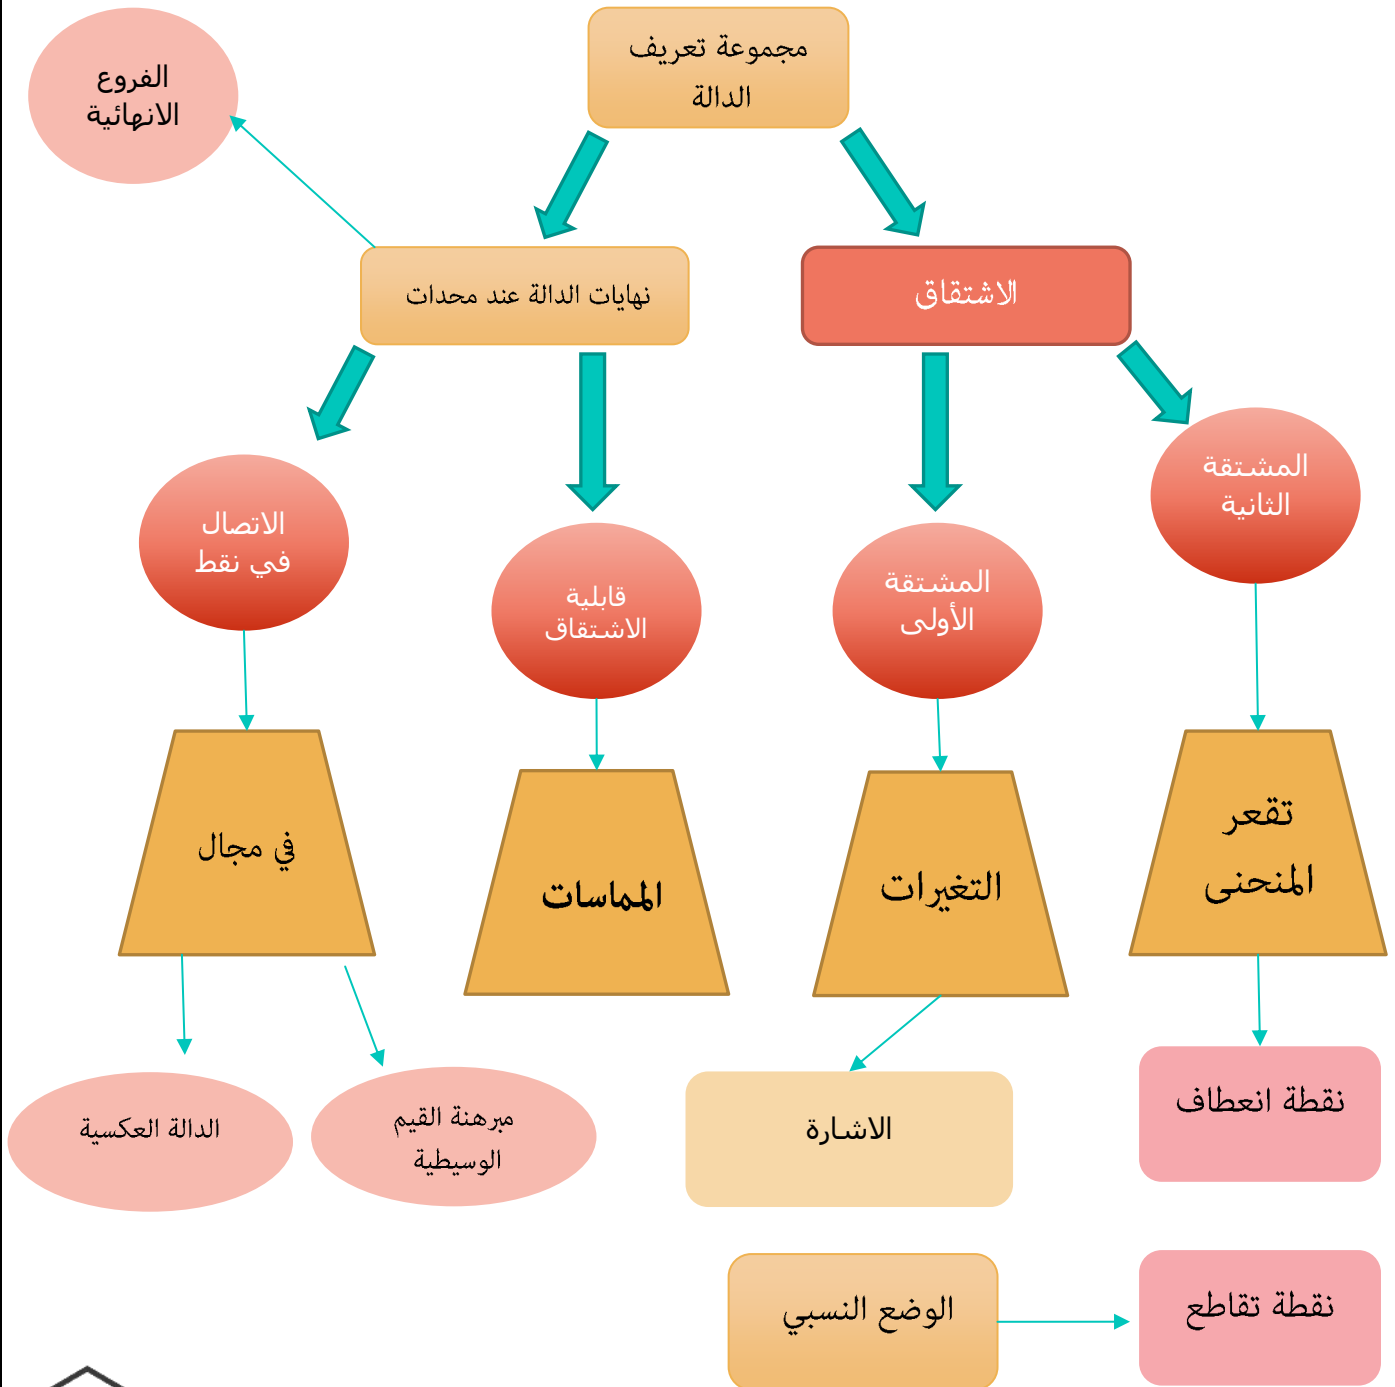 مجموعة تعريف
الدالة
الفروع
الانهائية
الاشتقاق
نهايات الدالة عند محدات
المشتقة
الثانية
المشتقة
الأولى
قابلية
الاشتقاق
الاتصال
في نقط
تقعر
المنحنى
التغيرات
المماسات
في مجال
نقطة انعطاف
الاشارة
مبرهنة القيم
الوسيطية
الدالة العكسية
الوضع النسبي
نقطة تقاطع